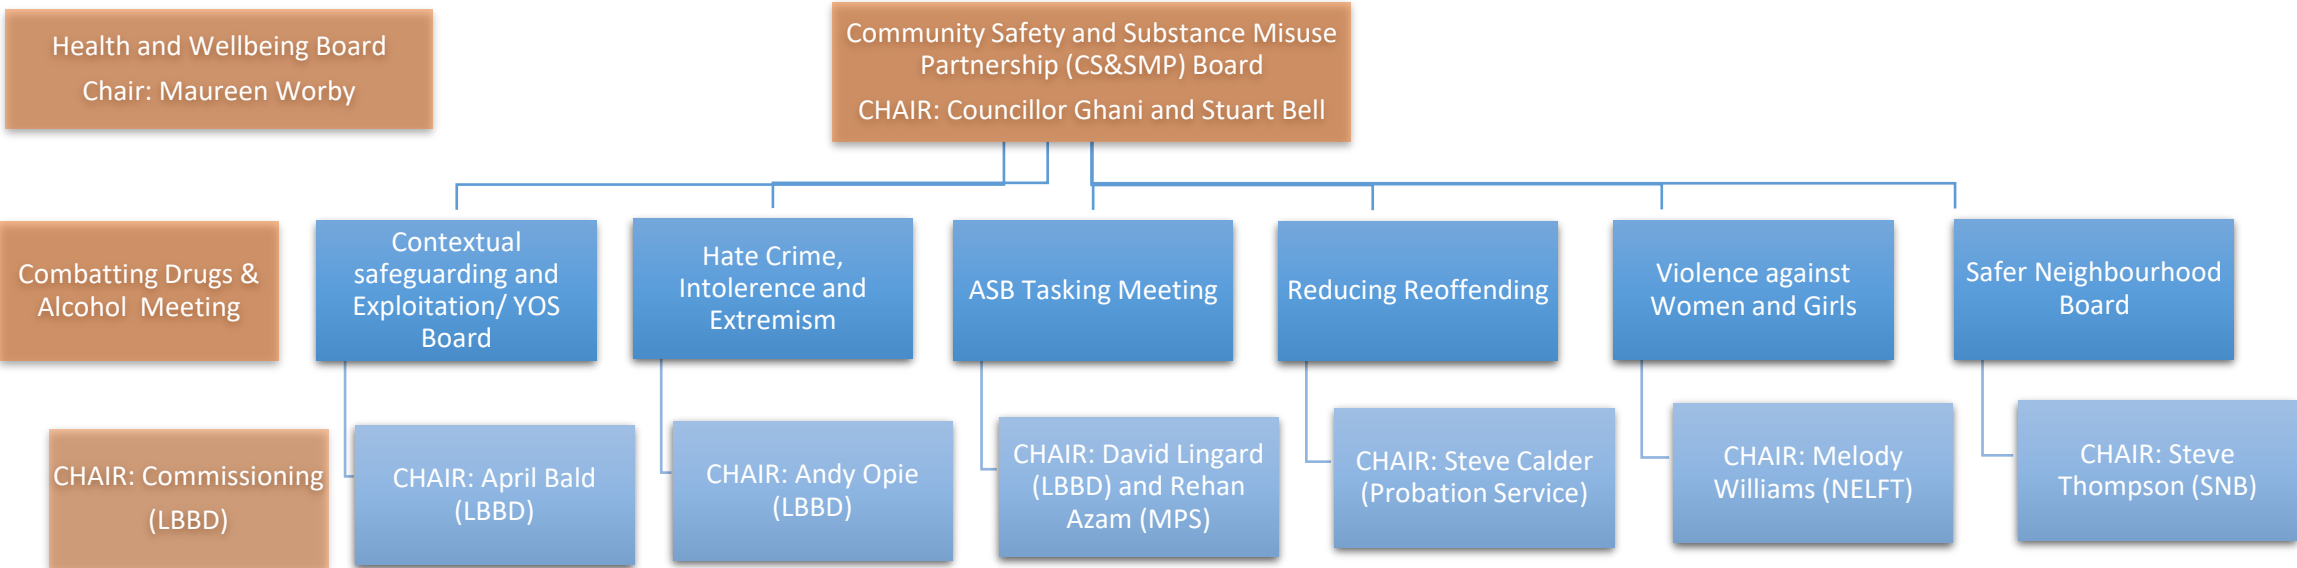 Health and Wellbeing Board
Chair: Maureen Worby
Community Safety and Substance Misuse
Partnership (CS&SMP) Board
CHAIR: Councillor Ghani and Stuart Bell
Combatting Drugs &
Alcohol Meeting
Contextual
safeguarding and
Exploitation/ YOS
Board
Hate Crime,
Intolerence and
Extremism
ASB Tasking Meeting
Reducing Reoffending
Violence against
Women and Girls
Safer Neighbourhood
Board
CHAIR: Commissioning
(LBBD)
CHAIR: April Bald
(LBBD)
CHAIR: Andy Opie
(LBBD)
CHAIR: David Lingard
(LBBD) and Rehan
Azam (MPS)
CHAIR: Steve Calder
(Probation Service)
CHAIR: Melody
Williams (NELFT)
CHAIR: Steve
Thompson (SNB)